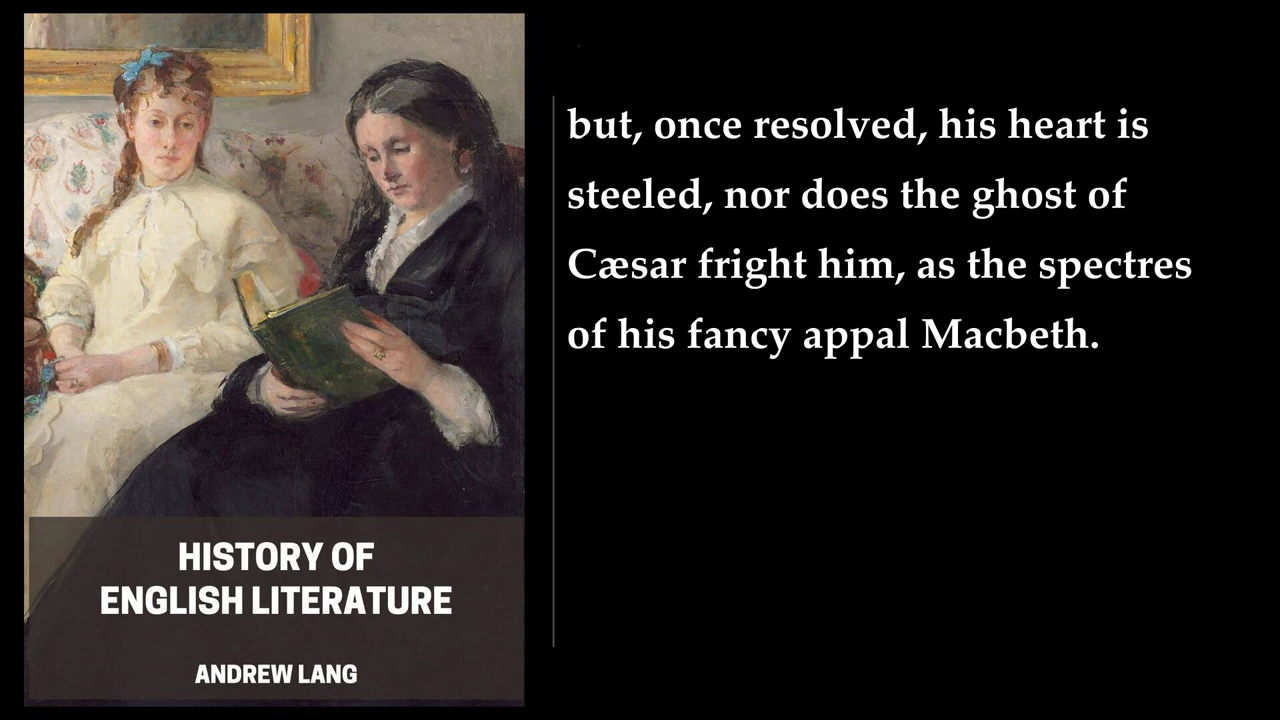 HISTORY OF
ENGLISH LITERATURE
ANDREW LANG
but, once resolved, his heart is
steeled, nor does the ghost of
Cæsar fright him, as the spectres
of his fancy appal Macbeth.